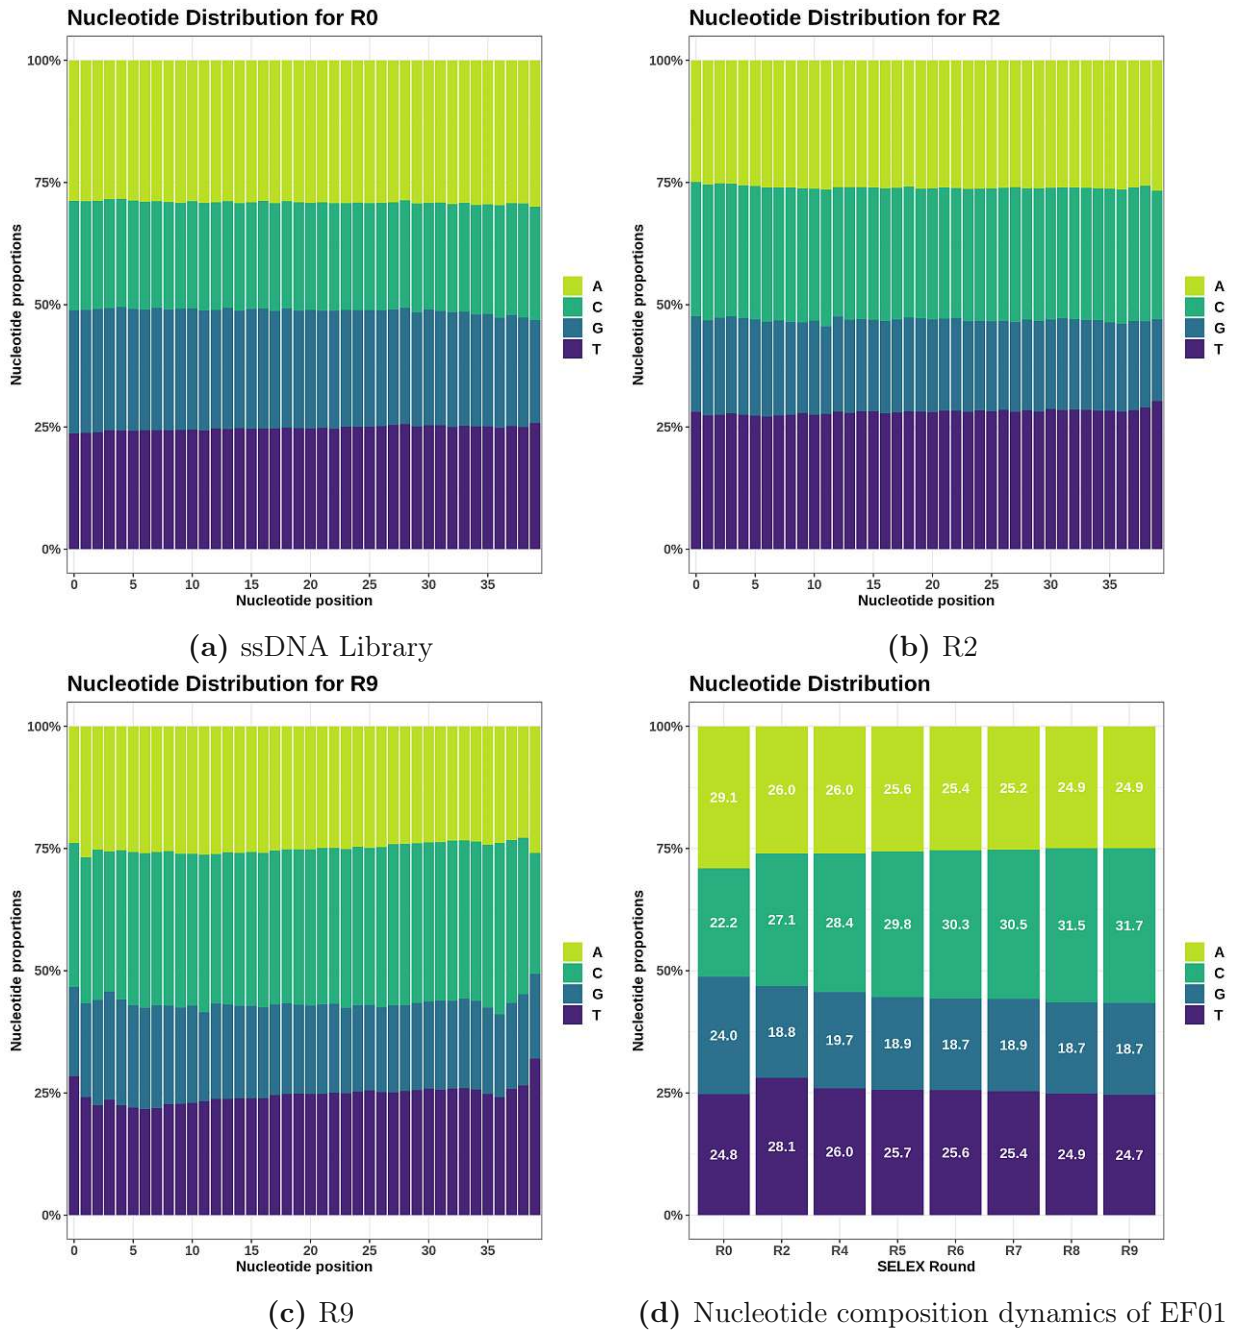 Nucleotide Distribution for R0
Nucleotide proportions
100%
75%
50%
25%
0%
0 5 10 15 20 25 30 35
Nucleotide position
A
C
G
T
(a) ssDNA Library
Nucleotide Distribution for R2
Nucleotide proportions
100%
75%
50%
25%
0%
0 5 10 15 20 25 30 35
Nucleotide position
A
C
G
T
(b) R2
Nucleotide Distribution for R9
Nucleotide proportions
100%
75%
50%
25%
0%
0 5 10 15 20 25 30 35
Nucleotide position
A
C
G
T
(c) R9
Nucleotide Distribution
Nucleotide proportions
100%
75%
50%
25%
0%
29.1 26.0 26.0 25.6 25.4 25.2 24.9 24.9
22.2 27.1 28.4 29.8 30.3 30.5 31.5 31.7
24.0 18.8 19.7 18.9 18.7 18.9 18.7 18.7
24.8 28.1 26.0 25.7 25.6 25.4 24.9 24.7
R0 R2 R4 R5 R6 R7 R8 R9
SELEX Round
A
C
G
T
(d) Nucleotide composition dynamics of EF01